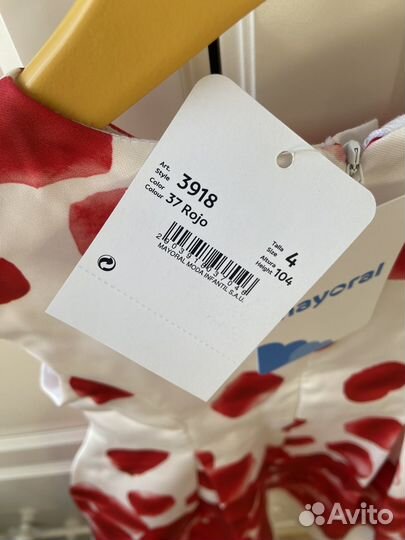 Art.
Style 3918
Color
Colour 37 Rojo
Talla
Size 4
Altura
Height 104
MAYORAL MODA INFANTIL S.A.U.
mayoral
Avito